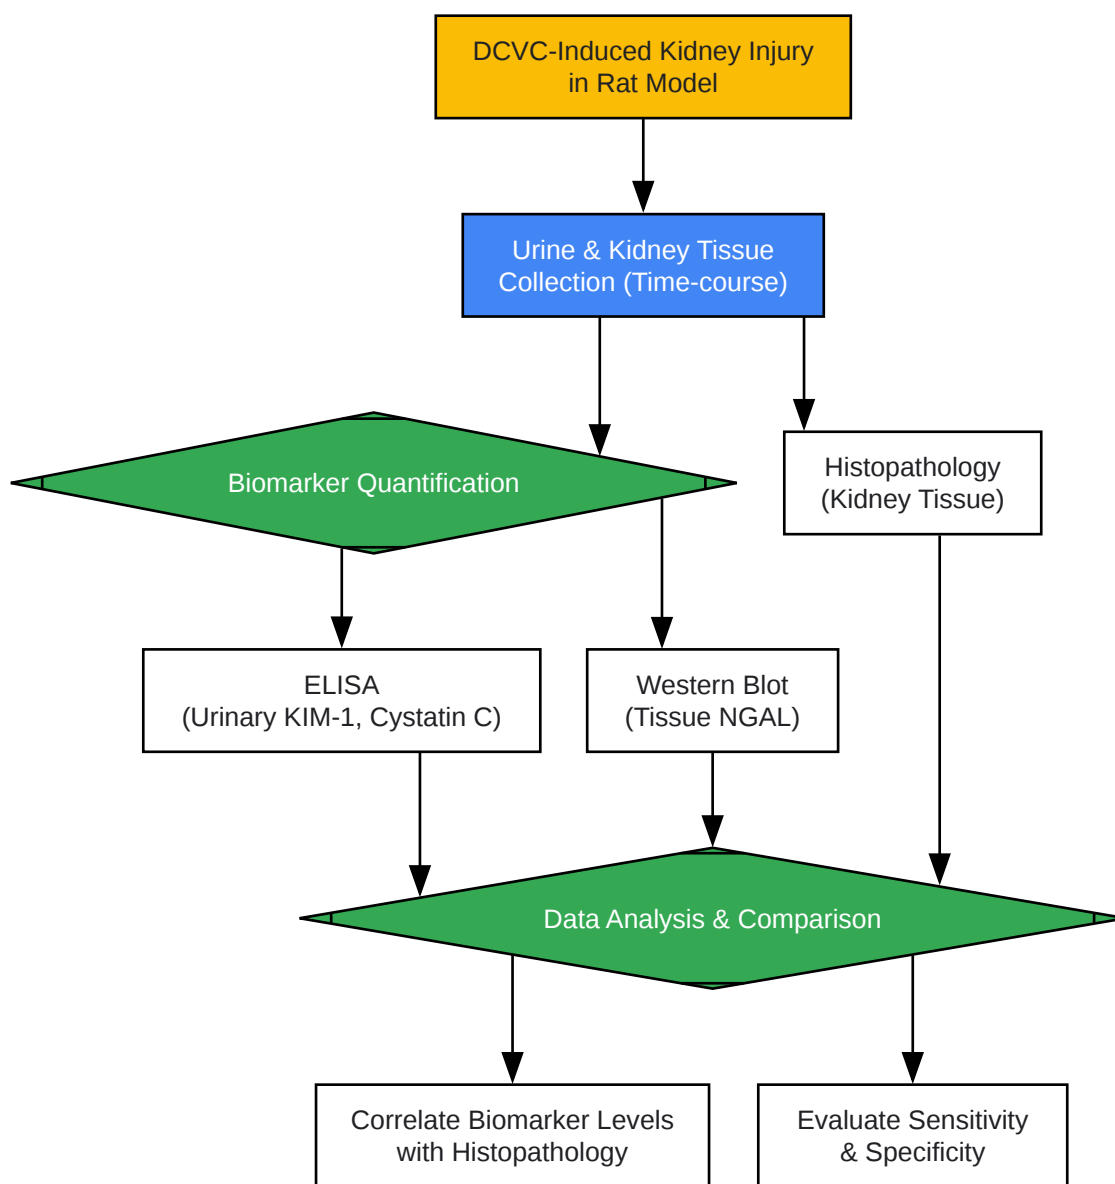 DCVC-Induced Kidney Injury
in Rat Model
Urine & Kidney Tissue
Collection (Time-course)
Biomarker Quantification
Histopathology
(Kidney Tissue)
ELISA
(Urinary KIM-1, Cystatin C)
Western Blot
(Tissue NGAL)
Data Analysis & Comparison
Correlate Biomarker Levels
with Histopathology
Evaluate Sensitivity
& Specificity